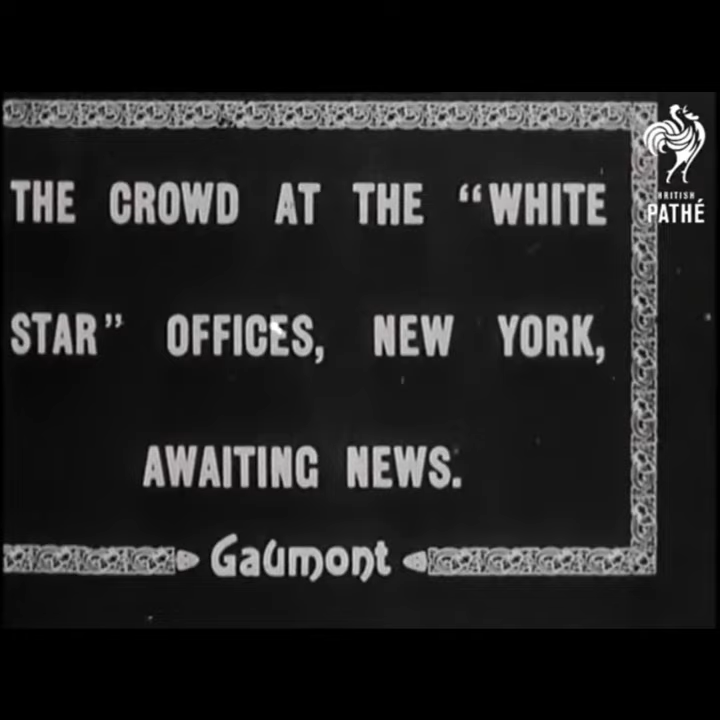 THE CROWD AT THE "WHITE
STAR" OFFICES, NEW YORK,
AWAITING NEWS.
Gaumont
BRITISH
PATHÉ